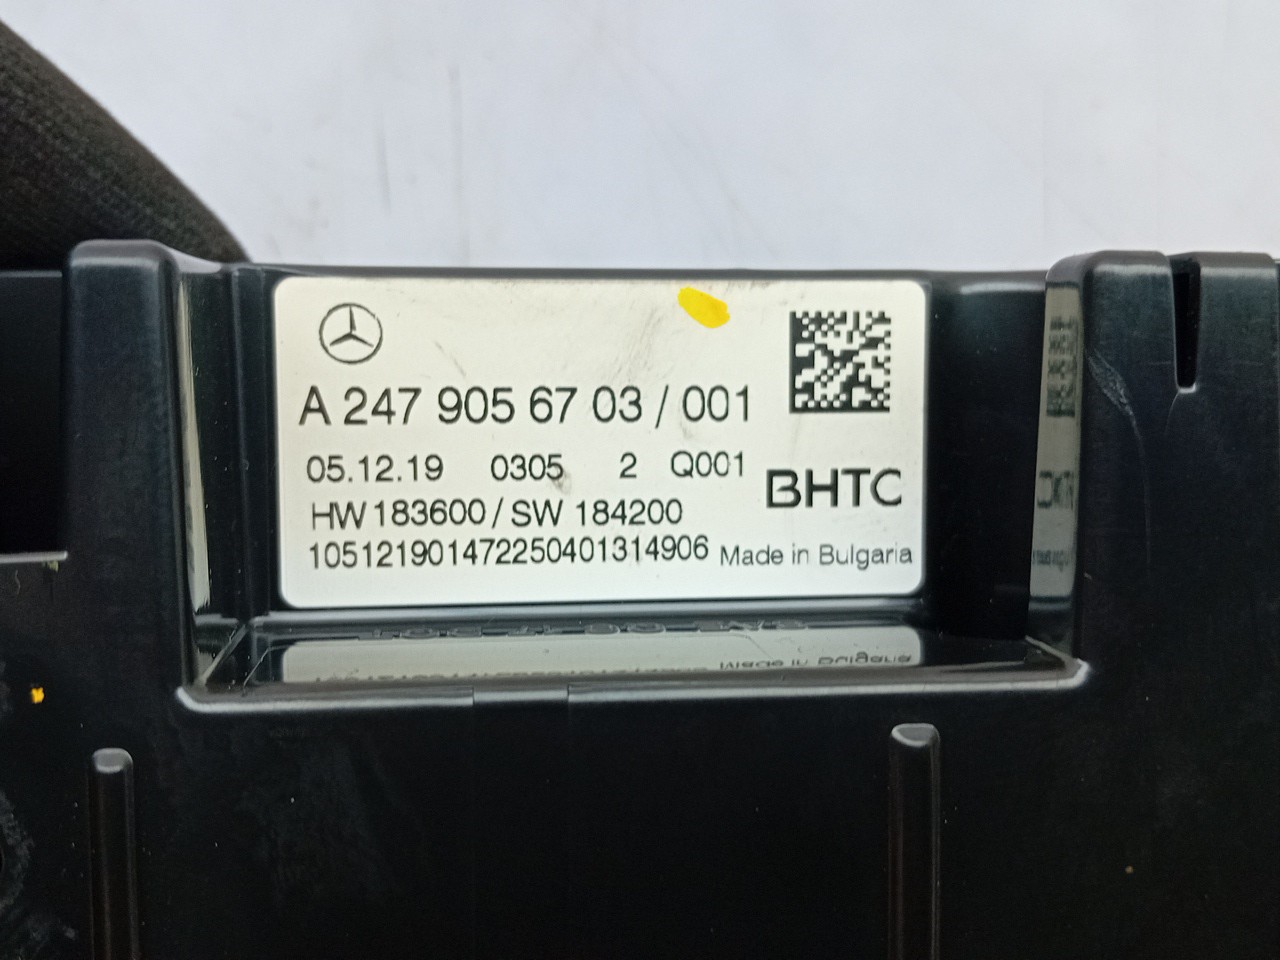 A 247 905 67 03 / 001
05.12.19 0305 2 Q001
BHTC
HW 183600 / SW 184200
105121901472250401314906 Made in Bulgaria